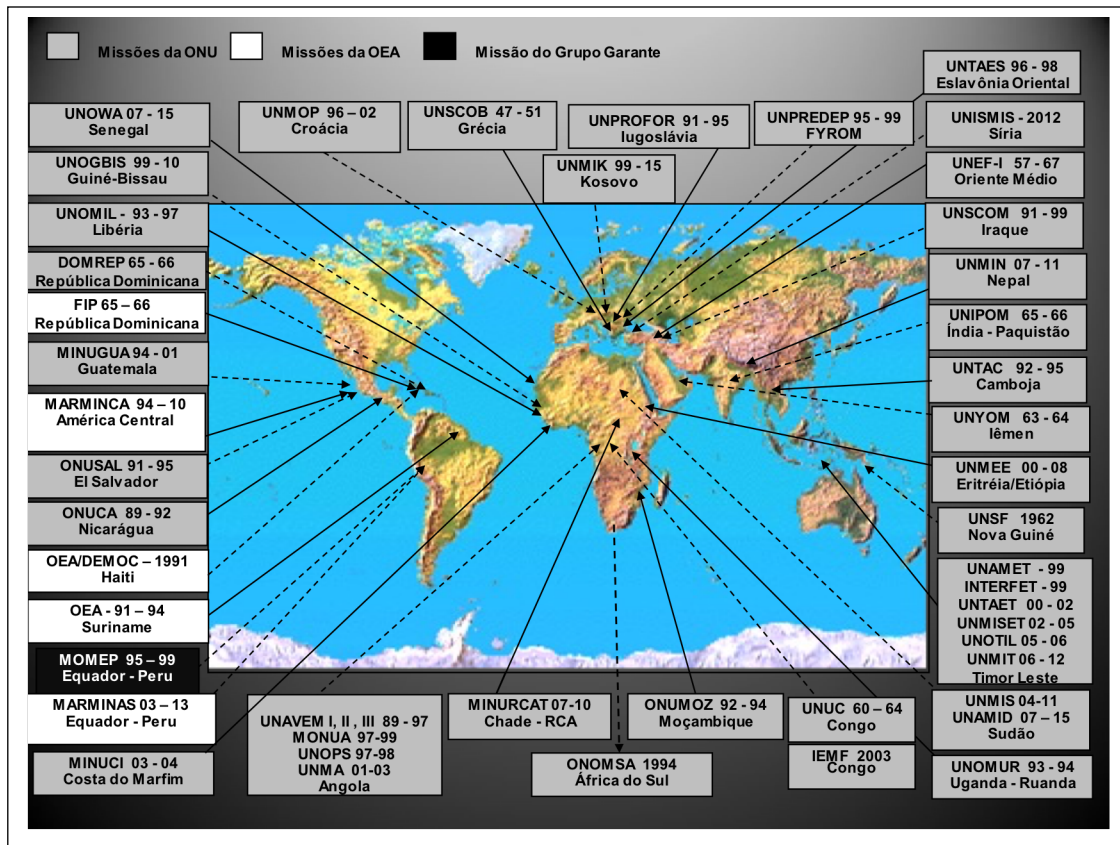 Missões da ONU
Missões da OEA
Missão do Grupo Garante
UNTAES 96 - 98
Eslavônia Oriental
UNOWA 07 - 15
Senegal
UNMOP 96 – 02
Croácia
UNSCOB 47 - 51
Grécia
UNPROFOR 91 - 95
Iugoslávia
UNPREDEP 95 - 99
FYROM
UNISMIS - 2012
Síria
UNOGBIS 99 - 10
Guiné-Bissau
UNMIK 99 - 15
Kosovo
UNEF-I 57 - 67
Oriente Médio
UNOMIL - 93 - 97
Libéria
UNSCOM 91 - 99
Iraque
DOMREP 65 - 66
República Dominicana
UNMIN 07 - 11
Nepal
FIP 65 – 66
República Dominicana
UNIPOM 65 - 66
Índia - Paquistão
MINUGUA 94 - 01
Guatemala
UNTAC 92 - 95
Camboja
MARMINCA 94 – 10
América Central
UNYOM 63 - 64
Iêmen
ONUSAL 91 - 95
El Salvador
UNMEE 00 - 08
Eritréia/Etiópia
ONUCA 89 - 92
Nicarágua
UNSF 1962
Nova Guiné
OEA/DEMOC – 1991
Haiti
UNAMET - 99
INTERFET - 99
UNTAET 00 - 02
UNMISET 02 - 05
UNOTIL 05 - 06
UNMIT 06 - 12
Timor Leste
OEA - 91 – 94
Suriname
MOMEP 95 – 99
Equador - Peru
MARMINAS 03 – 13
Equador - Peru
MINUCI 03 - 04
Costa do Marfim
UNAVEM I, II , III 89 - 97
MONUA 97-99
UNOPS 97-98
UNMA 01-03
Angola
MINURCAT 07-10
Chade - RCA
ONOMSA 1994
África do Sul
ONUMOZ 92 - 94
Moçambique
UNUC 60 – 64
Congo
IEMF 2003
Congo
UNMIS 04-11
UNAMID 07 – 15
Sudão
UNOMUR 93 - 94
Uganda - Ruanda